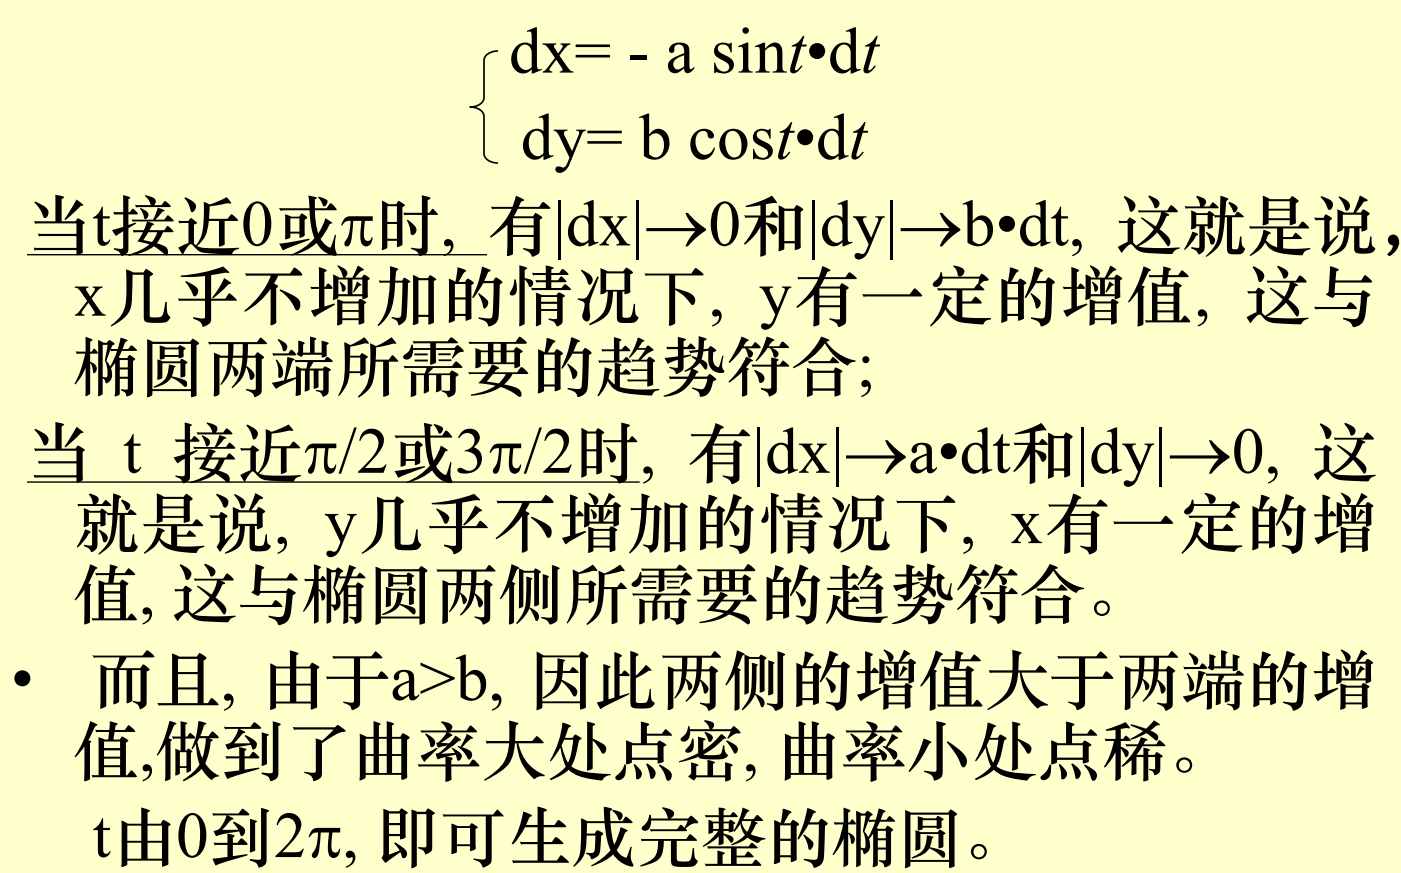 dx= - a sint•dt
dy= b cost•dt
当t接近0或π时, 有|dx|→0和|dy|→b•dt, 这就是说,
x几乎不增加的情况下, y有一定的增值, 这与
椭圆两端所需要的趋势符合;
当 t 接近π/2或3π/2时, 有|dx|→a•dt和|dy|→0, 这
就是说, y几乎不增加的情况下, x有一定的增
值, 这与椭圆两侧所需要的趋势符合。
• 而且, 由于a>b, 因此两侧的增值大于两端的增
值,做到了曲率大处点密, 曲率小处点稀。
t由0到2π, 即可生成完整的椭圆。